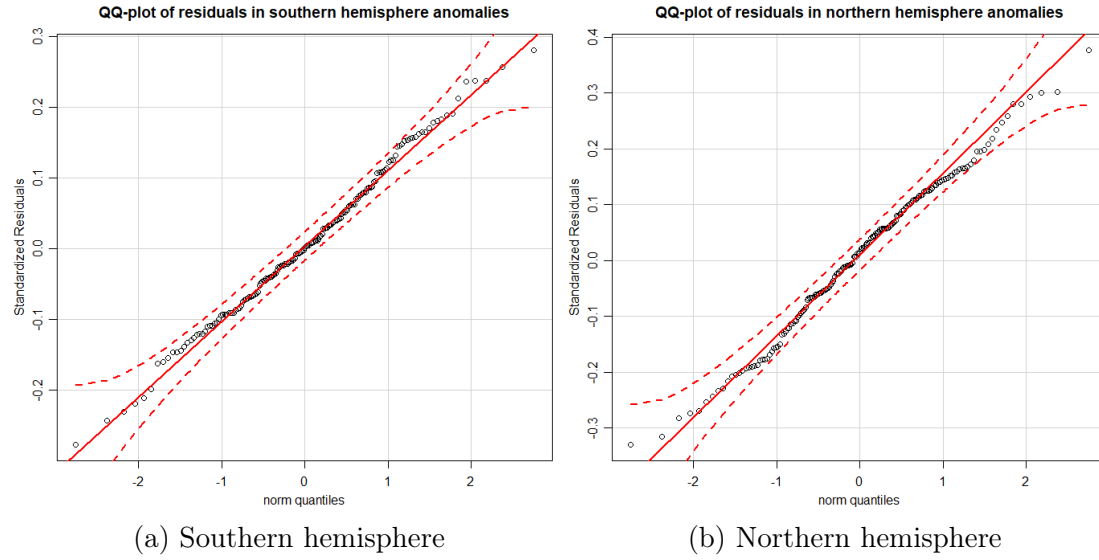 QQ-plot of residuals in southern hemisphere anomalies
Standardized Residuals
0.3
0.2
0.1
0.0
-0.1
-0.2
-2 -1 0 1 2
norm quantiles
(a) Southern hemisphere
QQ-plot of residuals in northern hemisphere anomalies
Standardized Residuals
0.4
0.3
0.2
0.1
0.0
-0.1
-0.2
-0.3
-2 -1 0 1 2
norm quantiles
(b) Northern hemisphere